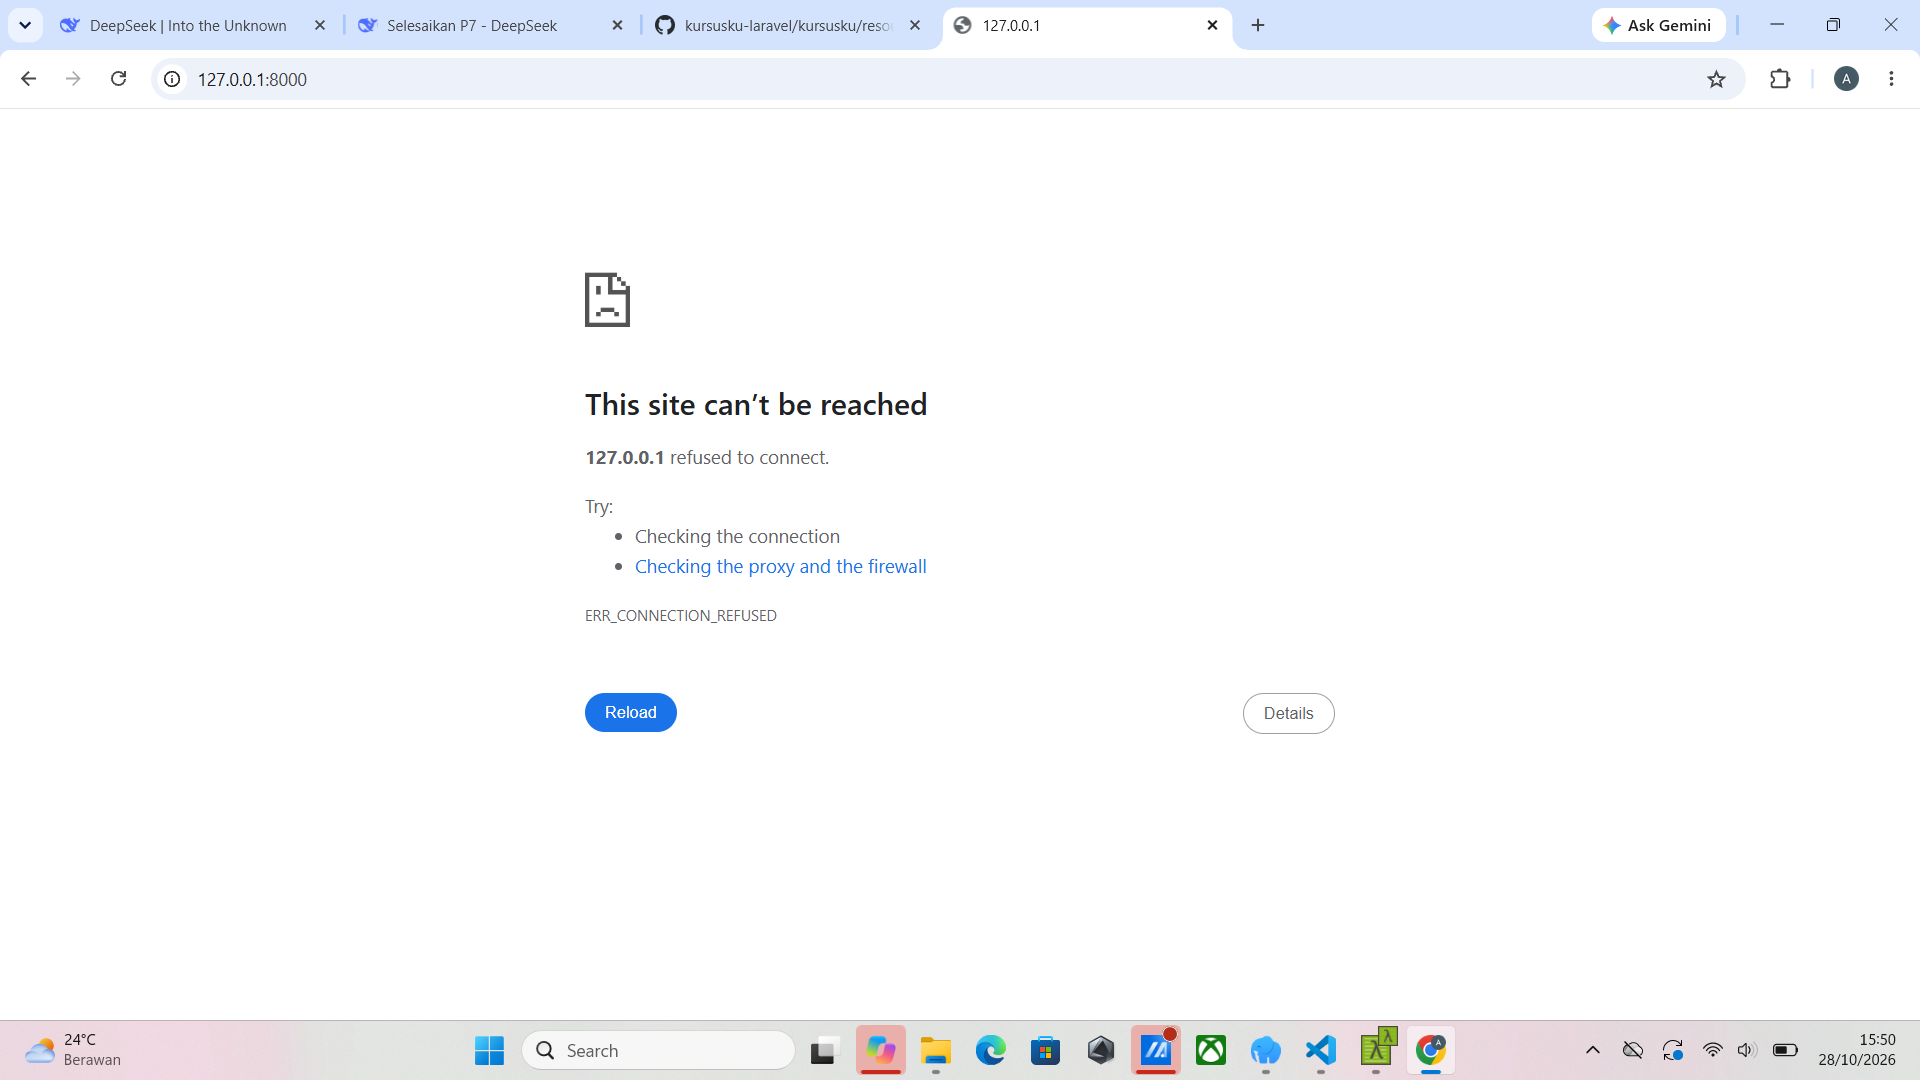 DeepSeek | Into the Unknown
Selesaikan P7 - DeepSeek
kursusku-laravel/kursusku/reso
127.0.0.1
Ask Gemini
127.0.0.1:8000
A
This site can’t be reached
127.0.0.1 refused to connect.
Try:
Checking the connection
Checking the proxy and the firewall
ERR_CONNECTION_REFUSED
Reload
Details
24°C
Berawan
Search
15:50
28/10/2026